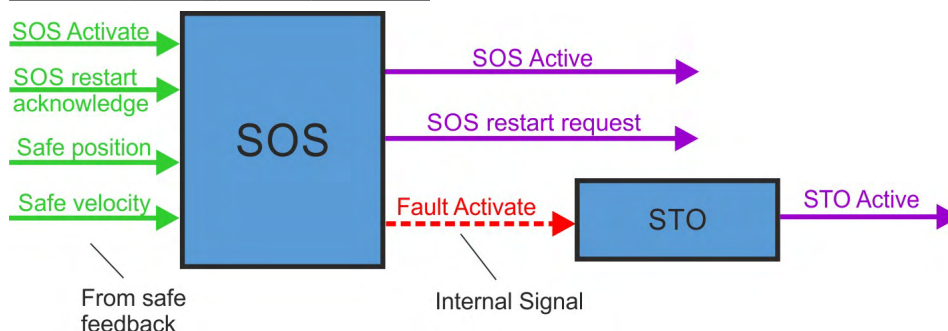 SOS Activate
SOS restart
acknowledge
Safe position
Safe velocity
From safe
feedback
SOS
SOS Active
SOS restart request
Fault Activate
Internal Signal
STO
STO Active